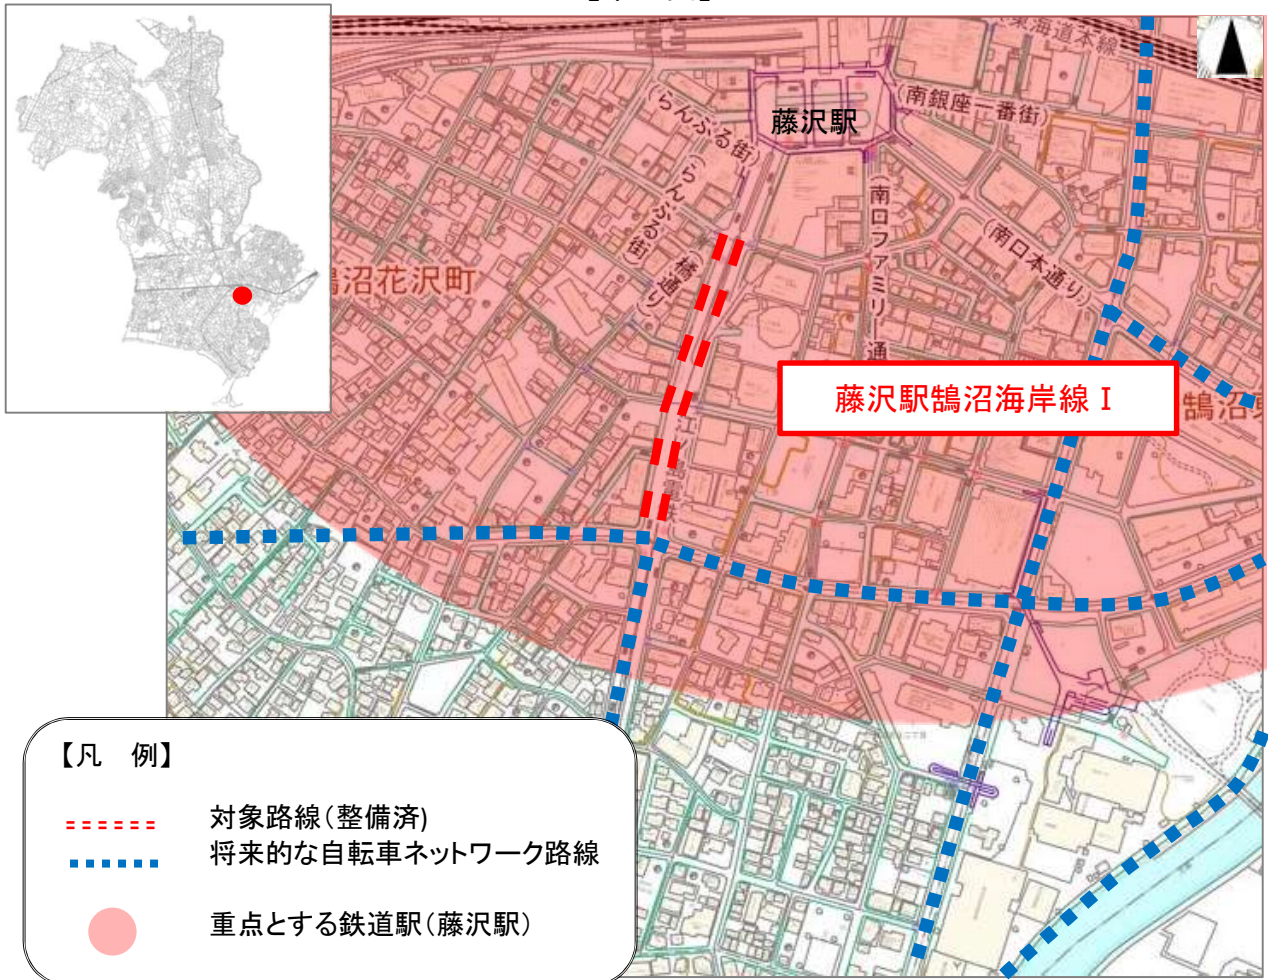 東海道本線
藤沢駅
(南銀座一番街)
(らんぶる街)
(らんぶる街)
橘通り)
(南口ファミリー通
(南口本通り)
鵠沼花沢町
藤沢駅鵠沼海岸線Ⅰ
鵠沼東
【凡　例】
対象路線(整備済)
将来的な自転車ネットワーク路線
重点とする鉄道駅(藤沢駅)